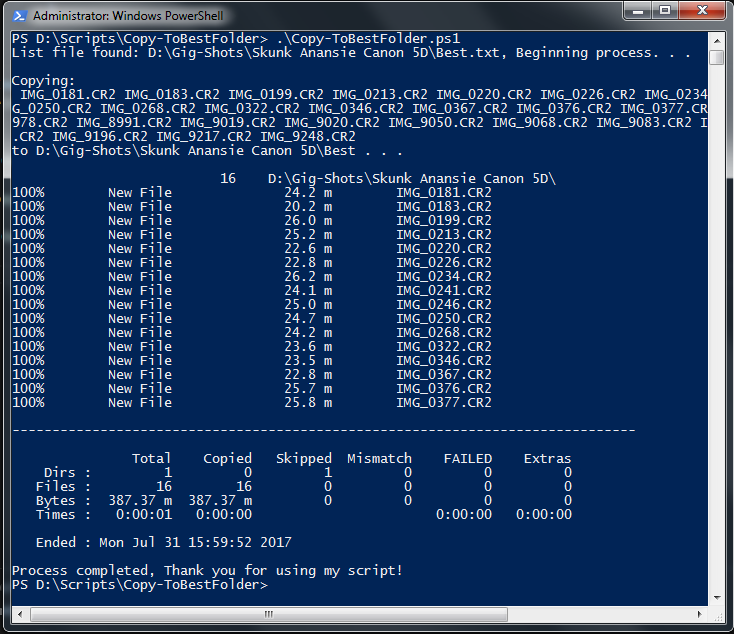 Administrator: Windows PowerShell
PS D:\Scripts\Copy-ToBestFolder> .\Copy-ToBestFolder.ps1
List file found: D:\Gig-Shots\Skunk Anansie Canon 5D\Best.txt, Beginning process. . .
Copying:
IMG_0181.CR2 IMG_0183.CR2 IMG_0199.CR2 IMG_0213.CR2 IMG_0220.CR2 IMG_0226.CR2 IMG_0234
G_0250.CR2 IMG_0268.CR2 IMG_0322.CR2 IMG_0346.CR2 IMG_0367.CR2 IMG_0376.CR2 IMG_0377.CR
978.CR2 IMG_8991.CR2 IMG_9019.CR2 IMG_9020.CR2 IMG_9050.CR2 IMG_9068.CR2 IMG_9083.CR2 I
.CR2 IMG_9196.CR2 IMG_9217.CR2 IMG_9248.CR2
to D:\Gig-Shots\Skunk Anansie Canon 5D\Best . . .
16 D:\Gig-Shots\Skunk Anansie Canon 5D\
100% New File 24.2 m IMG_0181.CR2
100% New File 20.2 m IMG_0183.CR2
100% New File 26.0 m IMG_0199.CR2
100% New File 25.2 m IMG_0213.CR2
100% New File 22.6 m IMG_0220.CR2
100% New File 22.8 m IMG_0226.CR2
100% New File 26.2 m IMG_0234.CR2
100% New File 24.1 m IMG_0241.CR2
100% New File 25.0 m IMG_0246.CR2
100% New File 24.7 m IMG_0250.CR2
100% New File 24.2 m IMG_0268.CR2
100% New File 23.6 m IMG_0322.CR2
100% New File 23.5 m IMG_0346.CR2
100% New File 22.8 m IMG_0367.CR2
100% New File 25.7 m IMG_0376.CR2
100% New File 25.8 m IMG_0377.CR2
------------------------------------------------------------------------------
Total Copied Skipped Mismatch FAILED Extras
Dirs : 1 0 1 0 0 0
Files : 16 16 0 0 0 0
Bytes : 387.37 m 387.37 m 0 0 0 0
Times : 0:00:01 0:00:00 0:00:00 0:00:00
Ended : Mon Jul 31 15:59:52 2017
Process completed, Thank you for using my script!
PS D:\Scripts\Copy-ToBestFolder>